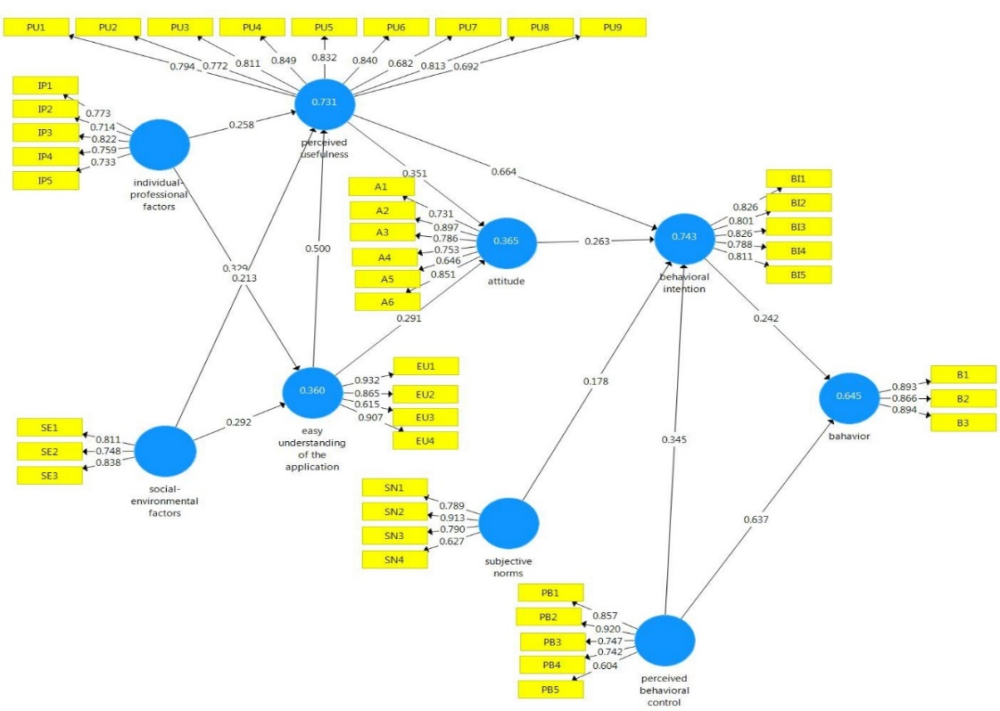 PU1 PU2 PU3 PU4 PU5 PU6 PU7 PU8 PU9
0.794 0.772 0.811 0.849 0.832 0.840 0.682 0.813 0.692
IP1
IP2
IP3
IP4
IP5
0.773
0.714
0.822
0.759
0.733
individual-
professional
factors
0.258
0.731
perceived
usefulness
0.351
0.664
0.500
0.329
0.213
A1
A2
A3
A4
A5
A6
0.731
0.897
0.786
0.753
0.646
0.851
0.365
attitude
0.263
0.291
0.743
behavioral
intention
0.826
0.801
0.826
0.788
0.811
BI1
BI2
BI3
BI4
BI5
0.242
0.178
0.345
0.637
0.360
easy
understanding
of the
application
0.932
0.865
0.615
0.907
EU1
EU2
EU3
EU4
0.292
SE1
SE2
SE3
0.811
0.748
0.838
social-
environmental
factors
0.645
bahavior
0.893
0.866
0.894
B1
B2
B3
SN1
SN2
SN3
SN4
0.789
0.913
0.790
0.627
subjective
norms
PB1
PB2
PB3
PB4
PB5
0.857
0.920
0.747
0.742
0.604
perceived
behavioral
control